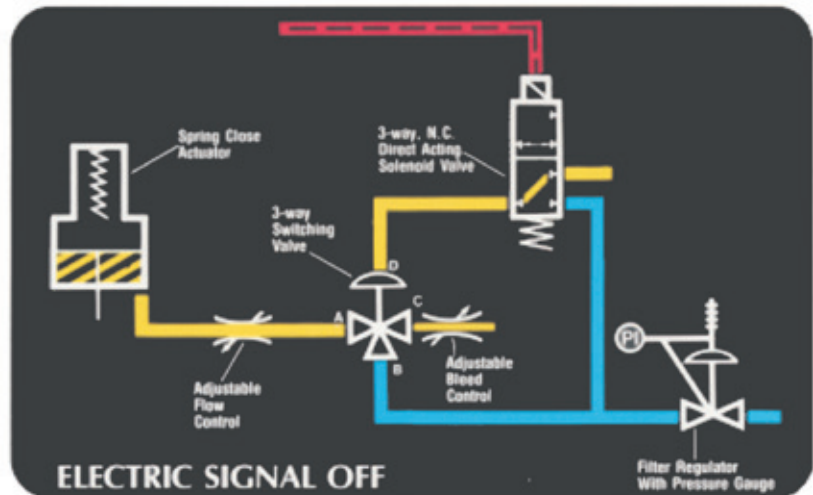 Spring Close
Actuator
3-way, N.C.
Direct Acting
Solenoid Valve
3-way
Switching
Valve
D
A
C
B
PI
Adjustable
Flow
Control
Adjustable
Bleed
Control
Filter Regulator
With Pressure Gauge
ELECTRIC SIGNAL OFF